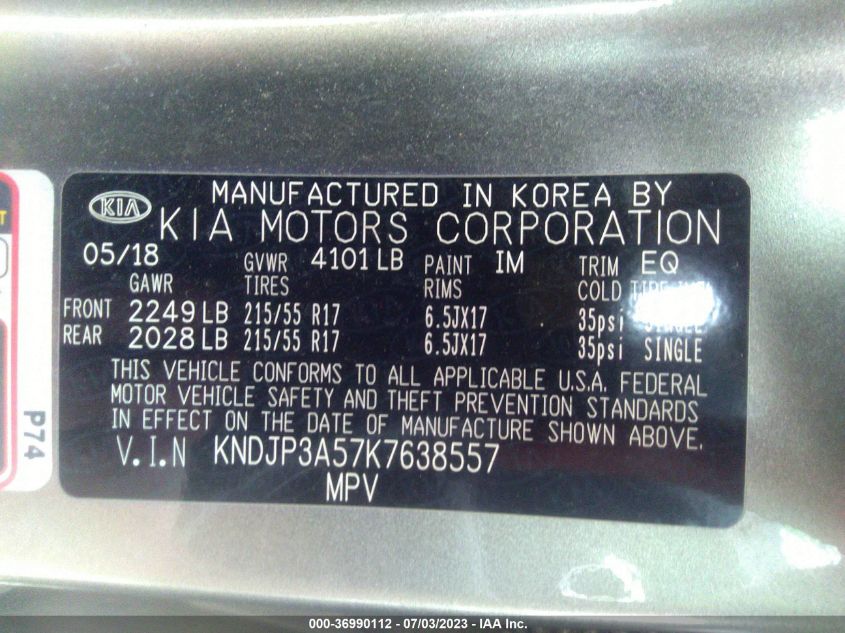 MANUFACTURED IN KOREA BY
KIA KIA MOTORS CORPORATION
05/18 GVWR 4101 LB PAINT IM TRIM EQ
GAWR TIRES RIMS COLD TIRE
FRONT 2249 LB 215/55 R17 6.5JX17 35psi SINGLE
REAR 2028 LB 215/55 R17 6.5JX17 35psi SINGLE
THIS VEHICLE CONFORMS TO ALL APPLICABLE U.S.A. FEDERAL
MOTOR VEHICLE SAFETY AND THEFT PREVENTION STANDARDS
IN EFFECT ON THE DATE OF MANUFACTURE SHOWN ABOVE.
V.I.N KNDJP3A57K7638557
MPV
P74
000-36990112 - 07/03/2023 - IAA Inc.